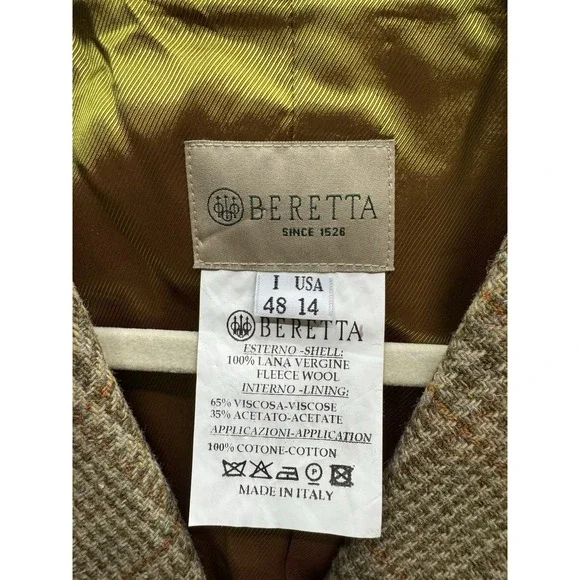 BERETTA
SINCE 1526
I USA
48 14
BERETTA
ESTERNO -SHELL:
100% LANA VERGINE
FLEECE WOOL
INTERNO -LINING:
65% VISCOSA-VISCOSE
35% ACETATO-ACETATE
APPLICAZIONI-APPLICATION
100% COTONE-COTTON
P
MADE IN ITALY